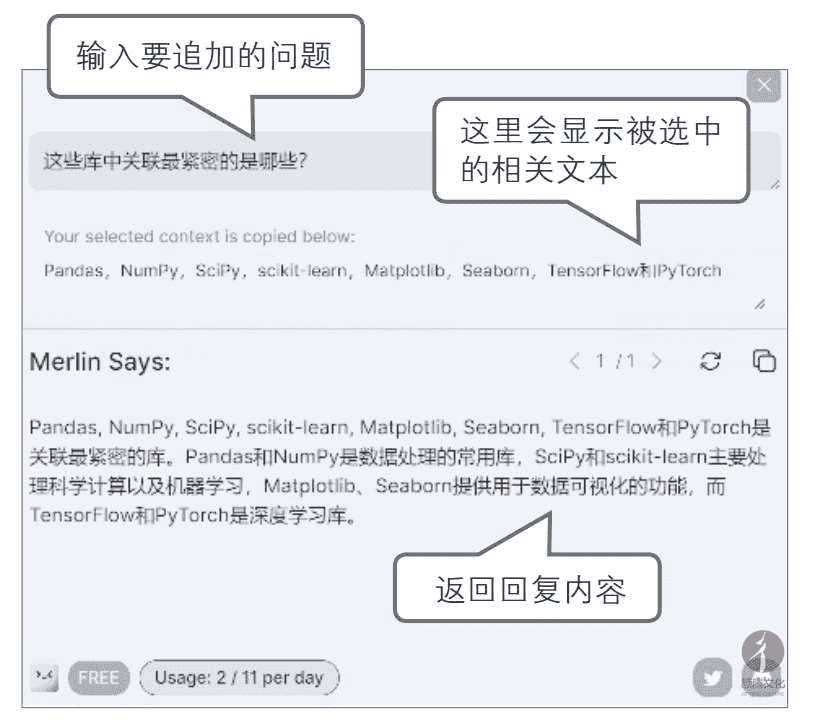 输入要追加的问题
这些库中关联最紧密的是哪些?
这里会显示被选中
的相关文本
Your selected context is copied below:
Pandas, NumPy, SciPy, scikit-learn, Matplotlib, Seaborn, TensorFlow和PyTorch
Merlin Says:
1 /1
Pandas, NumPy, SciPy, scikit-learn, Matplotlib, Seaborn, TensorFlow和PyTorch是
关联最紧密的库。Pandas和NumPy是数据处理的常用库，SciPy和scikit-learn主要处
理科学计算以及机器学习，Matplotlib、Seaborn提供用于数据可视化的功能，而
TensorFlow和PyTorch是深度学习库。
返回回复内容
FREE
Usage: 2 / 11 per day